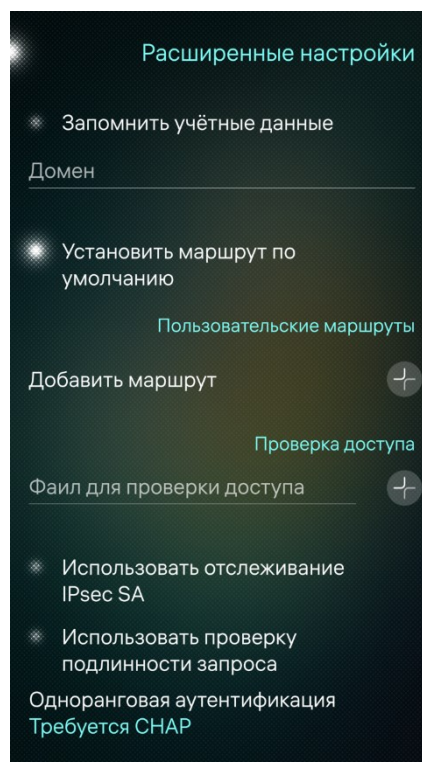 Расширенные настройки
Запомнить учётные данные
Домен
Установить маршрут по
умолчанию
Пользовательские маршруты
Добавить маршрут
Проверка доступа
Фаил для проверки доступа
Использовать отслеживание
IPsec SA
Использовать проверку
подлинности запроса
Одноранговая аутентификация
Требуется CHAP